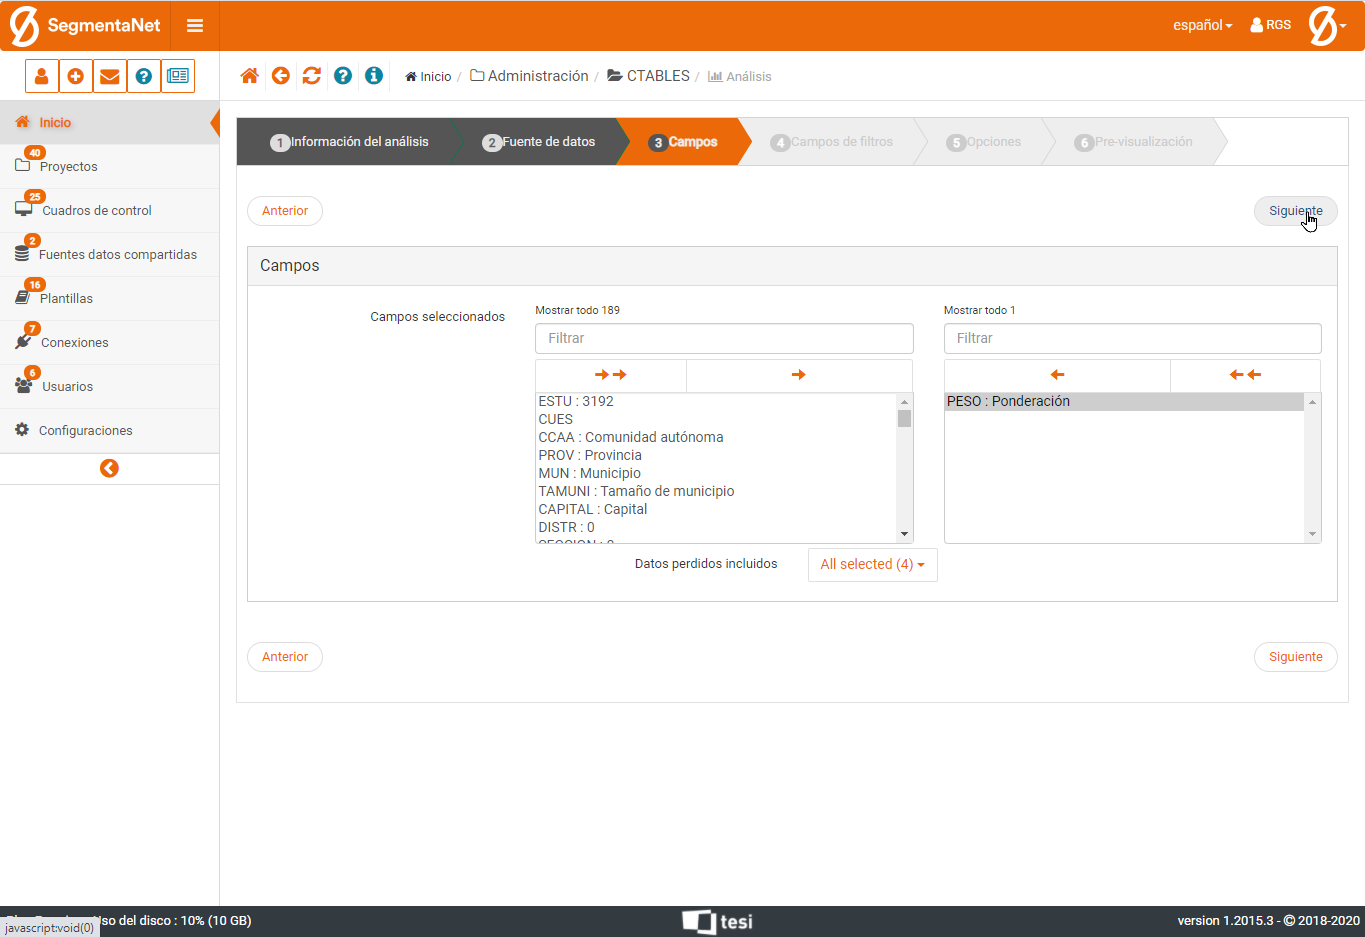 SegmentaNet
español
RGS
Inicio / Administración / CTABLES / Análisis
Inicio
40
Proyectos
25
Cuadros de control
2
Fuentes datos compartidas
16
Plantillas
7
Conexiones
6
Usuarios
Configuraciones
1 Información del análisis
2 Fuente de datos
3 Campos
4 Campos de filtros
5 Opciones
6 Pre-visualización
Anterior
Siguiente
Campos
Campos seleccionados
Mostrar todo 189
Filtrar
ESTU : 3192
CUES
CCAA : Comunidad autónoma
PROV : Provincia
MUN : Municipio
TAMUNI : Tamaño de municipio
CAPITAL : Capital
DISTR : 0
SECCION : 0
Mostrar todo 1
Filtrar
PESO : Ponderación
Datos perdidos incluidos
All selected (4)
Anterior
Siguiente
so del disco : 10% (10 GB)
javascript:void(0)
tesi
version 1.2015.3 - © 2018-2020